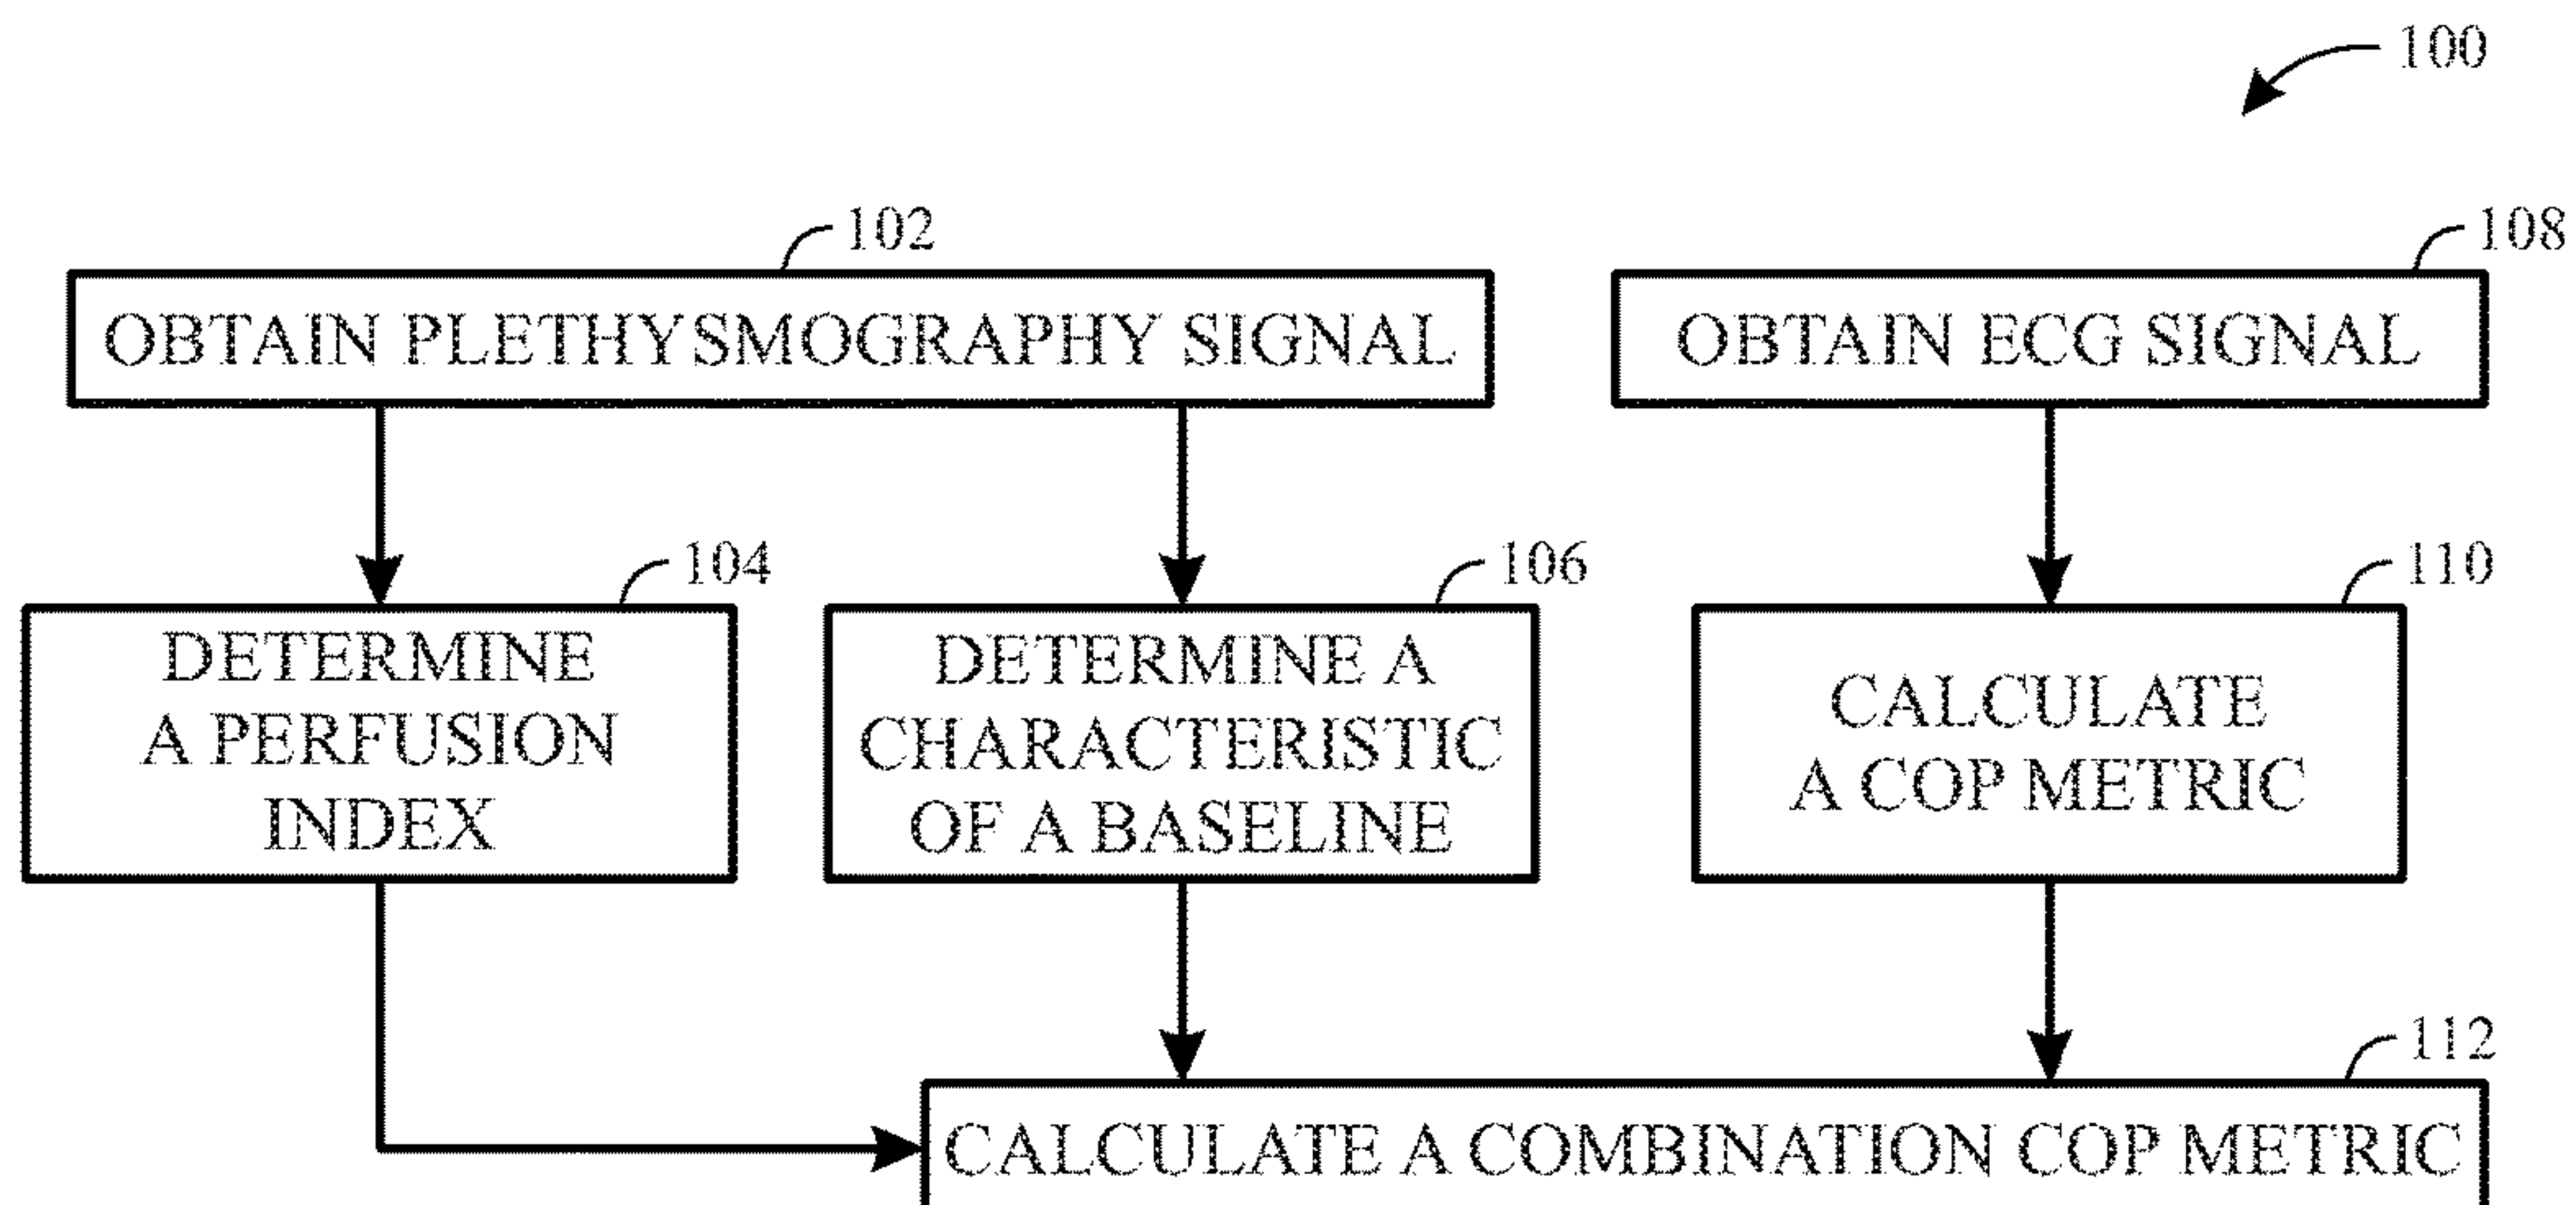 100
102
108
OBTAIN PLETHYSMOGRAPHY SIGNAL
OBTAIN ECG SIGNAL
104
106
110
DETERMINE
A PERFUSION
INDEX
DETERMINE A
CHARACTERISTIC
OF A BASELINE
CALCULATE
A COP METRIC
112
CALCULATE A COMBINATION COP METRIC